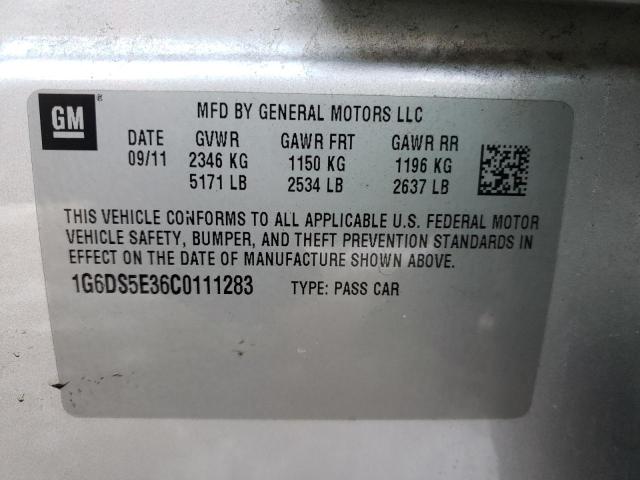 GM
MFD BY GENERAL MOTORS LLC
DATE GVWR GAWR FRT GAWR RR
09/11 2346 KG 1150 KG 1196 KG
5171 LB 2534 LB 2637 LB
THIS VEHICLE CONFORMS TO ALL APPLICABLE U.S. FEDERAL MOTOR
VEHICLE SAFETY, BUMPER, AND THEFT PREVENTION STANDARDS IN
EFFECT ON THE DATE OF MANUFACTURE SHOWN ABOVE.
1G6DS5E36C0111283 TYPE: PASS CAR